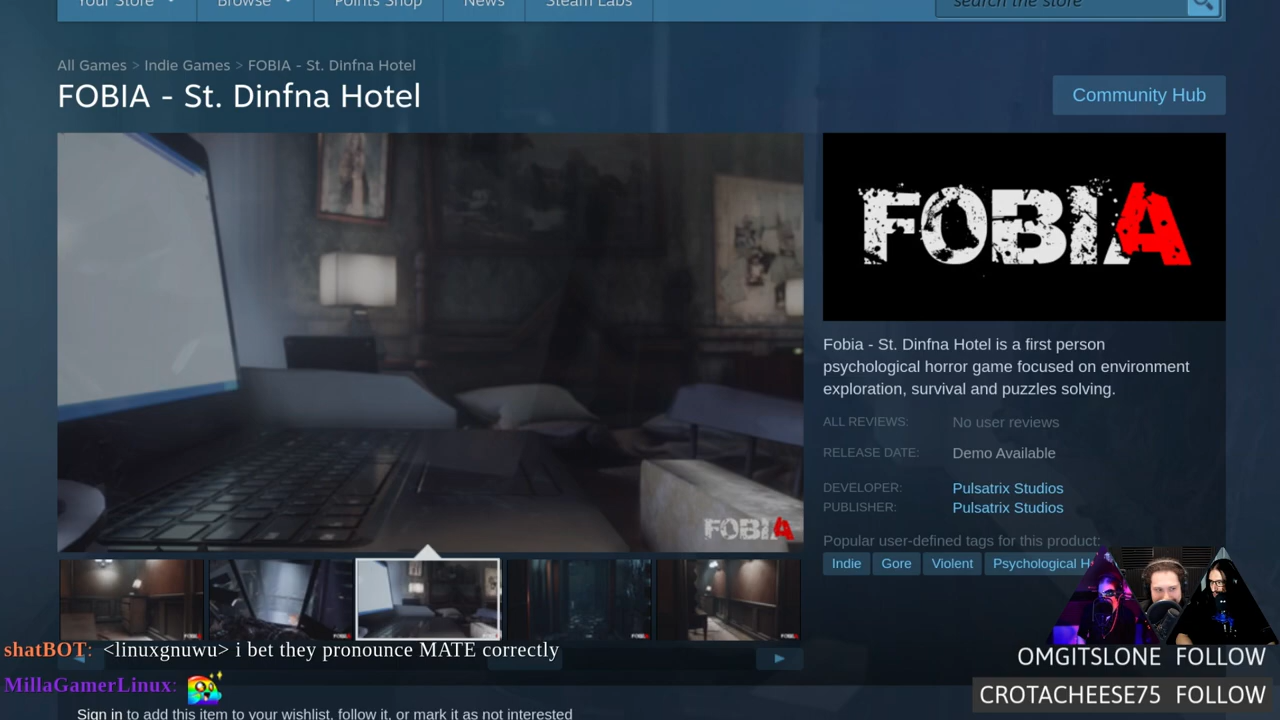 Your Store
Browse
Points Shop
News
Steam Labs
search the store
All Games > Indie Games > FOBIA - St. Dinfna Hotel
FOBIA - St. Dinfna Hotel
Community Hub
FOBIA
FOBIA
Fobia - St. Dinfna Hotel is a first person
psychological horror game focused on environment
exploration, survival and puzzles solving.
ALL REVIEWS: No user reviews
RELEASE DATE: Demo Available
DEVELOPER: Pulsatrix Studios
PUBLISHER: Pulsatrix Studios
Popular user-defined tags for this product:
Indie
Gore
Violent
Psychological H
shatBOT: <linuxgnuwu> i bet they pronounce MATE correctly
MillaGamerLinux:
OMGITSLONE FOLLOW
CROTACHEESE75 FOLLOW
Sign in to add this item to your wishlist, follow it, or mark it as not interested